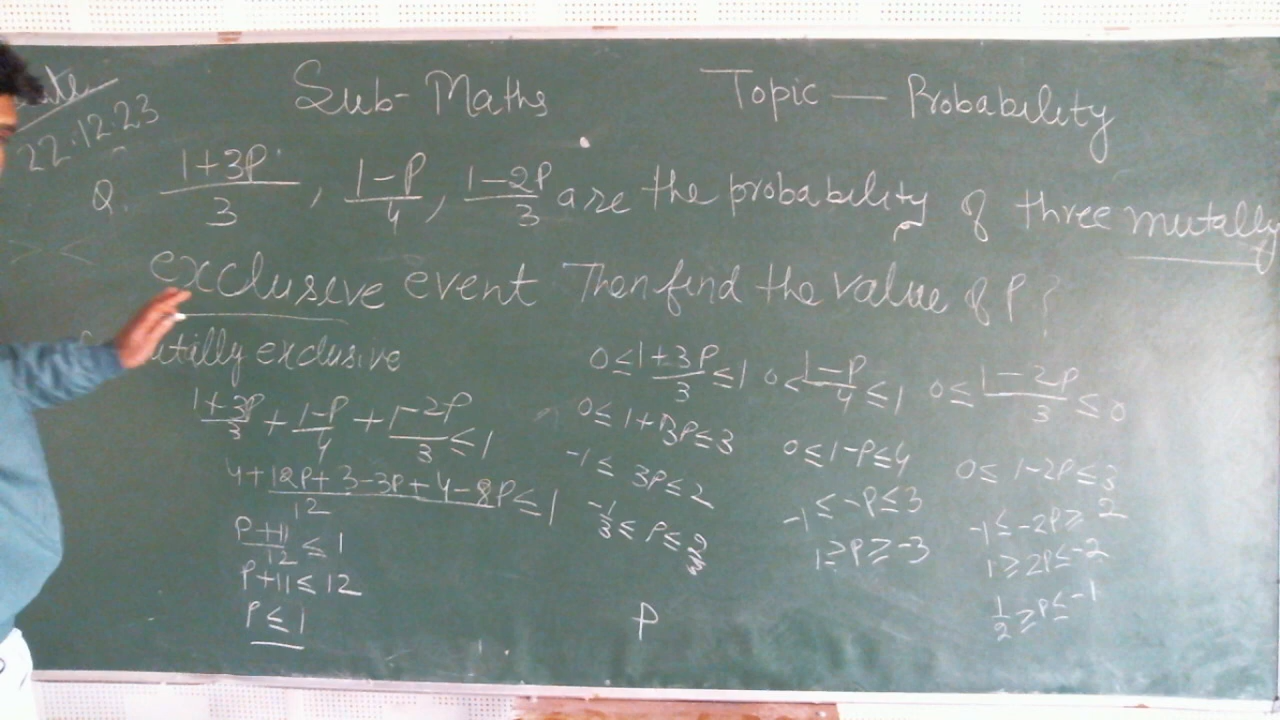 22.12.23
Sub- Maths
Topic — Probability
Q. (1+3P)/3 , (1-P)/4 , (1-2P)/3 are the probability of three mutally
exclusive event Then find the value of P?
exclusive
(1+3P)/3 + (1-P)/4 + (1-2P)/3 ≤ 1
(4+12P+3-3P+4-8P)/12 ≤ 1
(P+11)/12 ≤ 1
P+11 ≤ 12
P ≤ 1
0 ≤ (1+3P)/3 ≤ 1
0 ≤ 1+3P ≤ 3
-1 ≤ 3P ≤ 2
-1/3 ≤ P ≤ 2/3
P
0 < (1-P)/4 ≤ 1
0 ≤ 1-P ≤ 4
-1 ≤ -P ≤ 3
1 ≥ P ≥ -3
0 ≤ (1-2P)/3 ≤ 0
0 ≤ 1-2P ≤ 3
-1 ≤ -2P ≥ 2
1 ≥ 2P ≤ -2
1/2 ≥ P ≤ -1